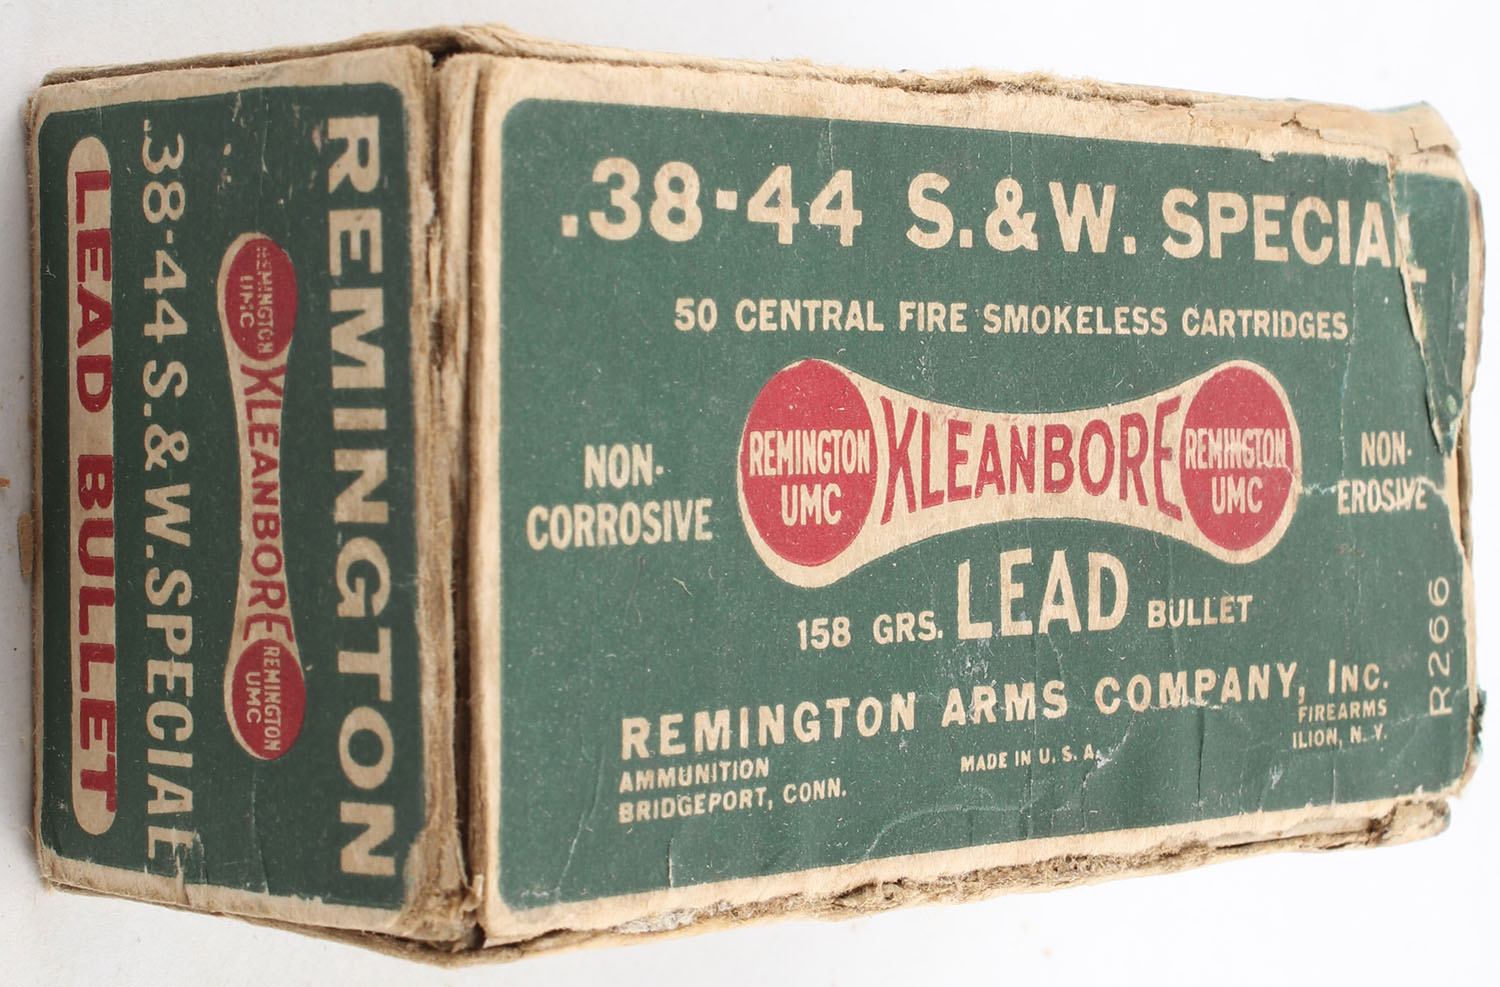 .38-44 S.&W. SPECIAL
50 CENTRAL FIRE SMOKELESS CARTRIDGES
NON-
CORROSIVE
REMINGTON
UMC
KLEANBORE
REMINGTON
UMC
NON-
EROSIVE
158 GRS. LEAD BULLET
REMINGTON ARMS COMPANY, INC.
AMMUNITION
BRIDGEPORT, CONN.
MADE IN U. S. A.
FIREARMS
ILION, N. Y.
R266
REMINGTON
REMINGTON
UMC
KLEANBORE
REMINGTON
UMC
.38-44 S.&W. SPECIAL
LEAD BULLET